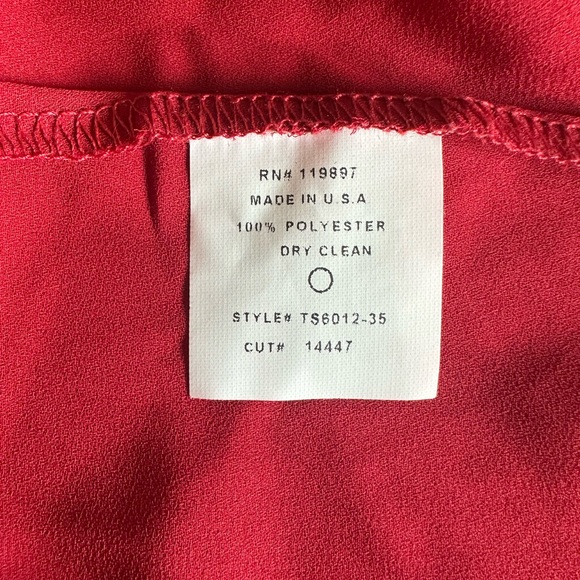 RN# 119897
MADE IN U.S.A
100% POLYESTER
DRY CLEAN
STYLE# TS6012-35
CUT# 14447